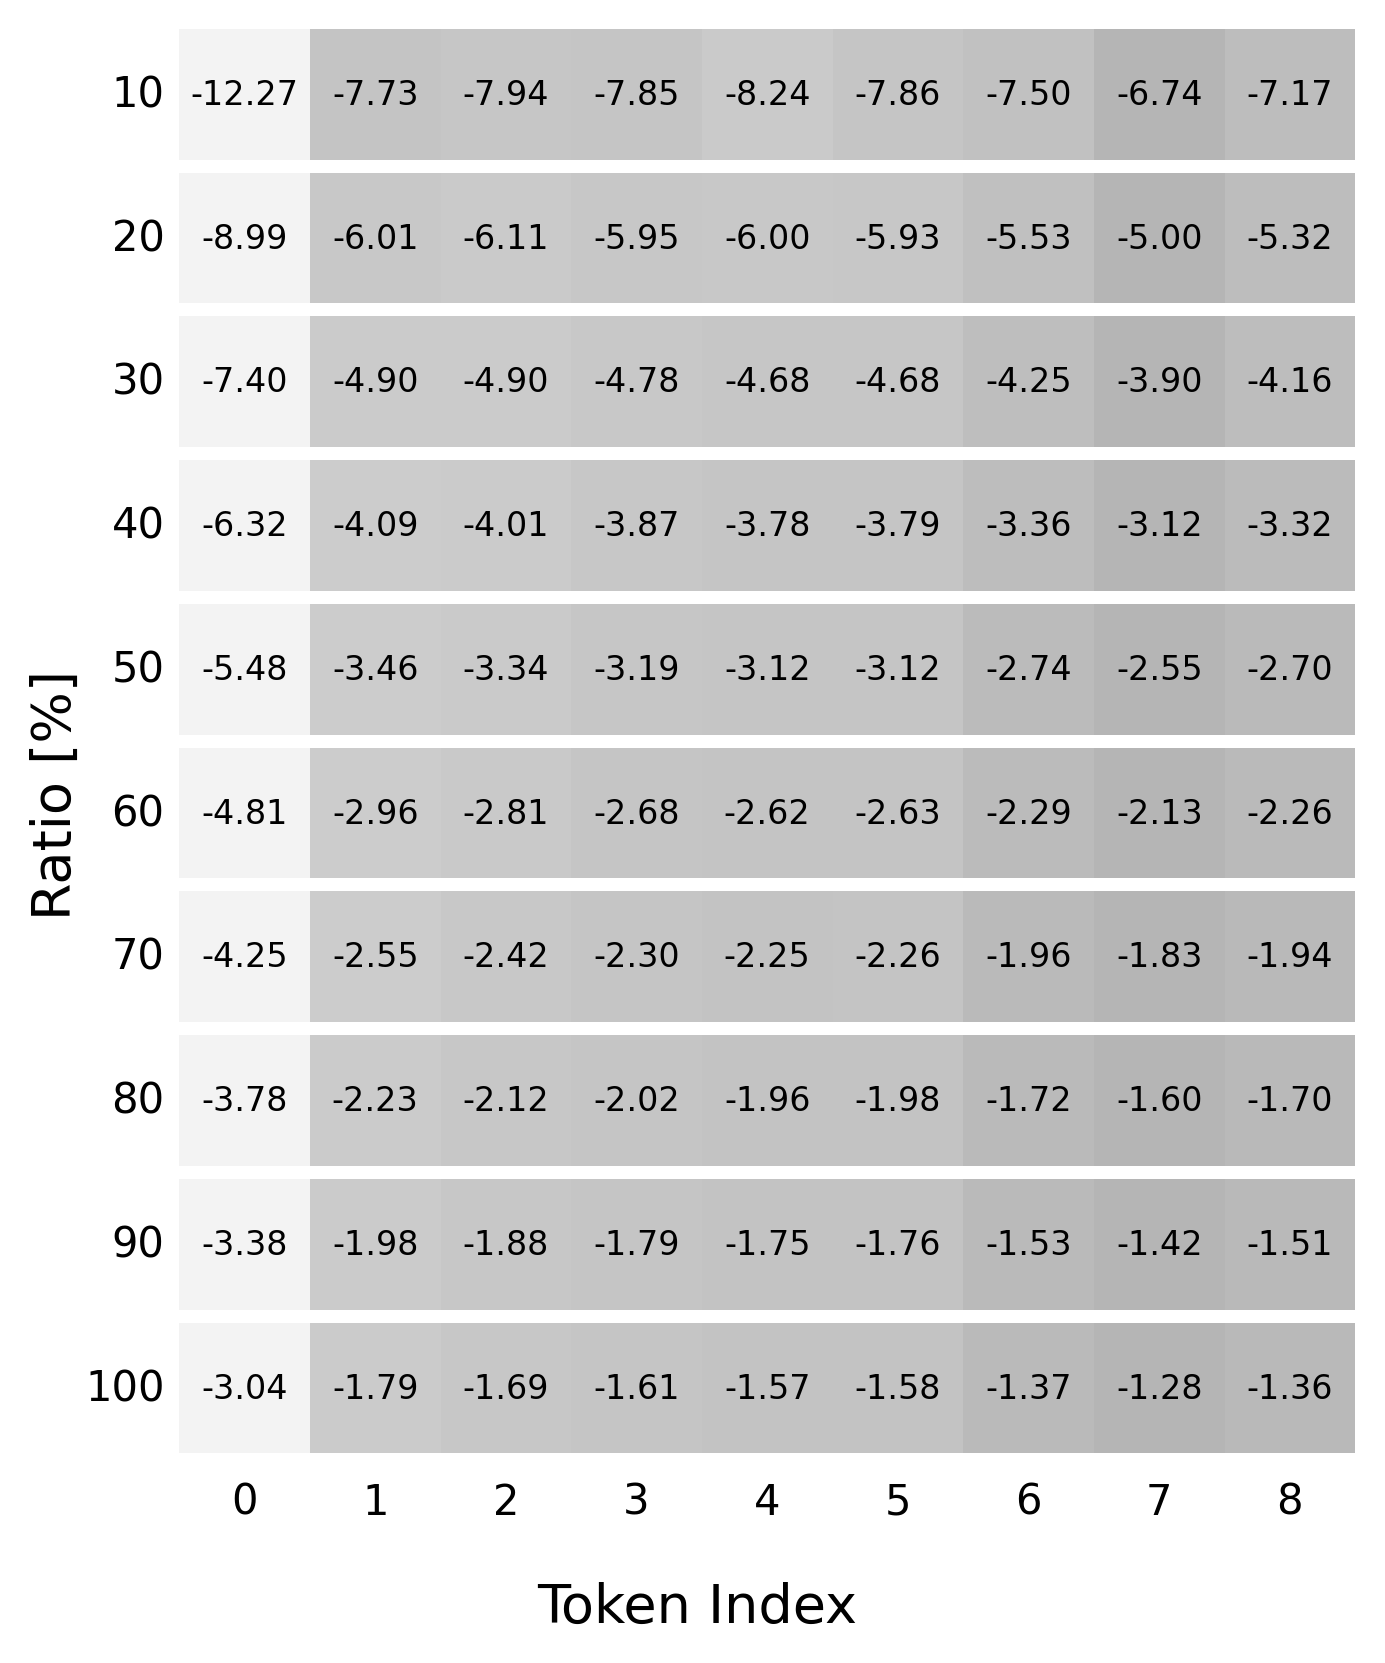 10 -12.27 -7.73 -7.94 -7.85 -8.24 -7.86 -7.50 -6.74 -7.17
20 -8.99 -6.01 -6.11 -5.95 -6.00 -5.93 -5.53 -5.00 -5.32
30 -7.40 -4.90 -4.90 -4.78 -4.68 -4.68 -4.25 -3.90 -4.16
40 -6.32 -4.09 -4.01 -3.87 -3.78 -3.79 -3.36 -3.12 -3.32
50 -5.48 -3.46 -3.34 -3.19 -3.12 -3.12 -2.74 -2.55 -2.70
60 -4.81 -2.96 -2.81 -2.68 -2.62 -2.63 -2.29 -2.13 -2.26
70 -4.25 -2.55 -2.42 -2.30 -2.25 -2.26 -1.96 -1.83 -1.94
80 -3.78 -2.23 -2.12 -2.02 -1.96 -1.98 -1.72 -1.60 -1.70
90 -3.38 -1.98 -1.88 -1.79 -1.75 -1.76 -1.53 -1.42 -1.51
100 -3.04 -1.79 -1.69 -1.61 -1.57 -1.58 -1.37 -1.28 -1.36
0 1 2 3 4 5 6 7 8
Token Index
Ratio [%]